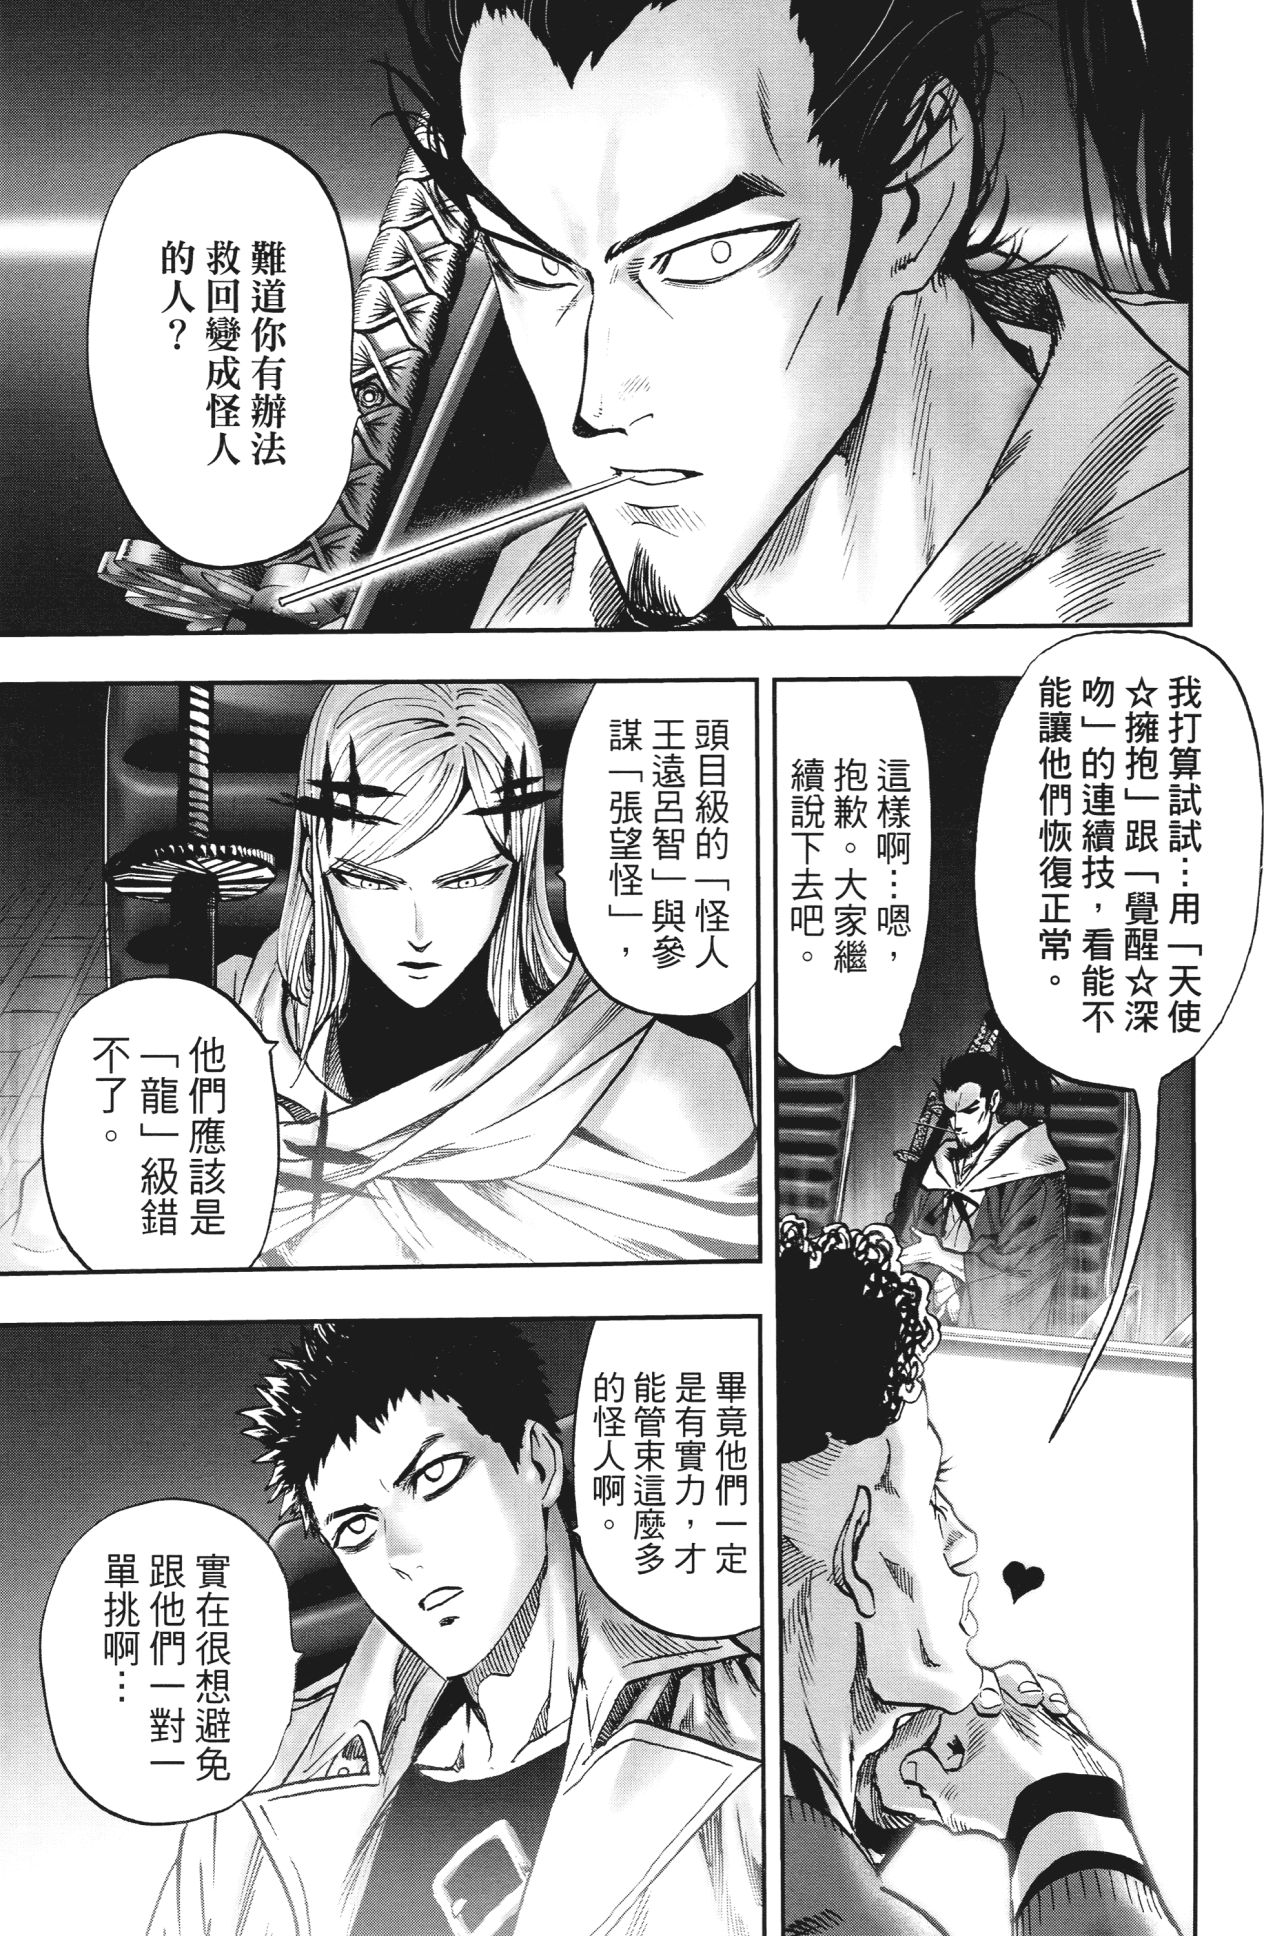 難道你有辦法
救回變成怪人
的人？
我打算試試…用「天使
☆擁抱」跟「覺醒☆深
吻」的連續技，看能不
能讓他們恢復正常。
這樣啊…嗯，
抱歉。大家繼
續說下去吧。
頭目級的「怪人
王遠呂智」與參
謀「張望怪」，
他們應該是
「龍」級錯
不了。
畢竟他們一定
是有實力，才
能管束這麼多
的怪人啊。
實在很想避免
跟他們一對一
單挑啊…